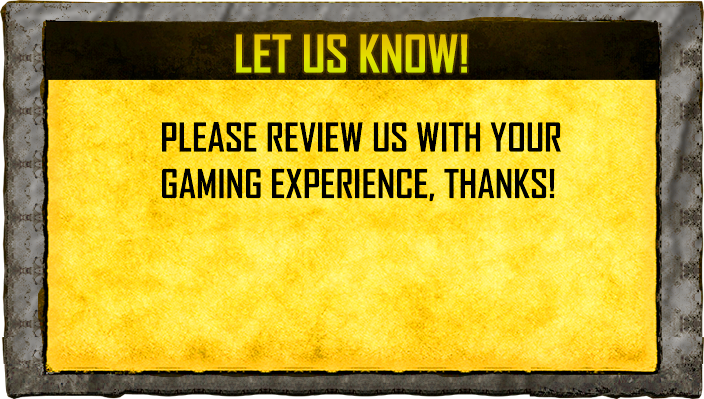 LET US KNOW!
PLEASE REVIEW US WITH YOUR
GAMING EXPERIENCE, THANKS!